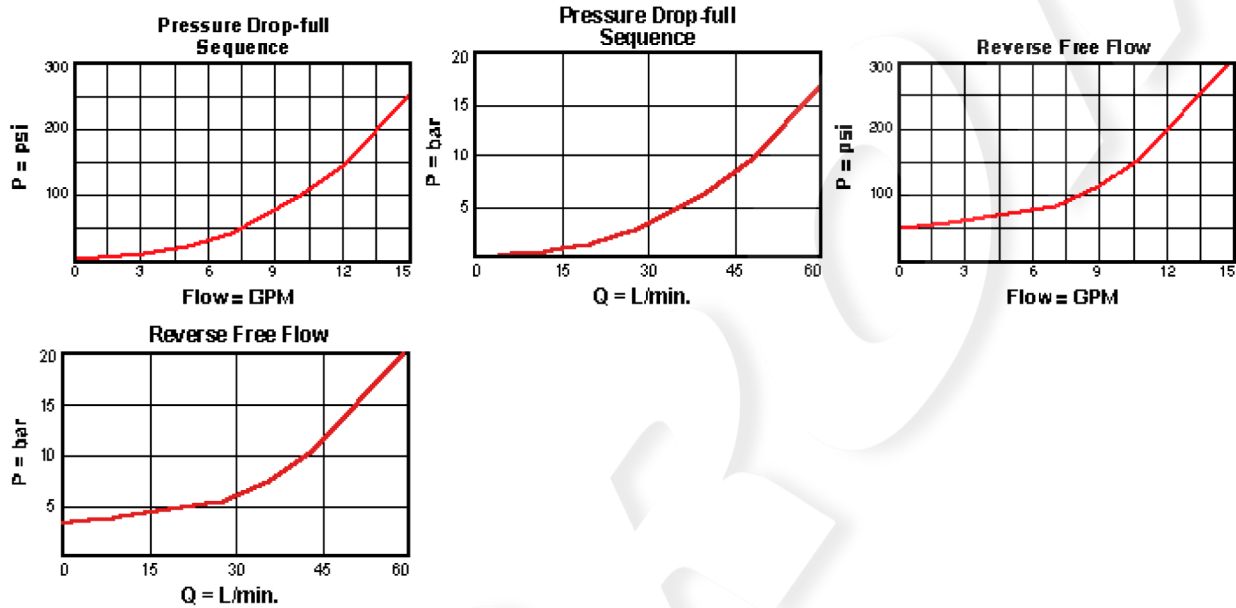 Pressure Drop-full
Sequence
300
200
100
P = psi
0 3 6 9 12 15
Flow = GPM
Pressure Drop-full
Sequence
20
15
10
5
P = bar
0 15 30 45 60
Q = L/min.
Reverse Free Flow
300
200
100
P = psi
0 3 6 9 12 15
Flow = GPM
Reverse Free Flow
20
15
10
5
P = bar
0 15 30 45 60
Q = L/min.